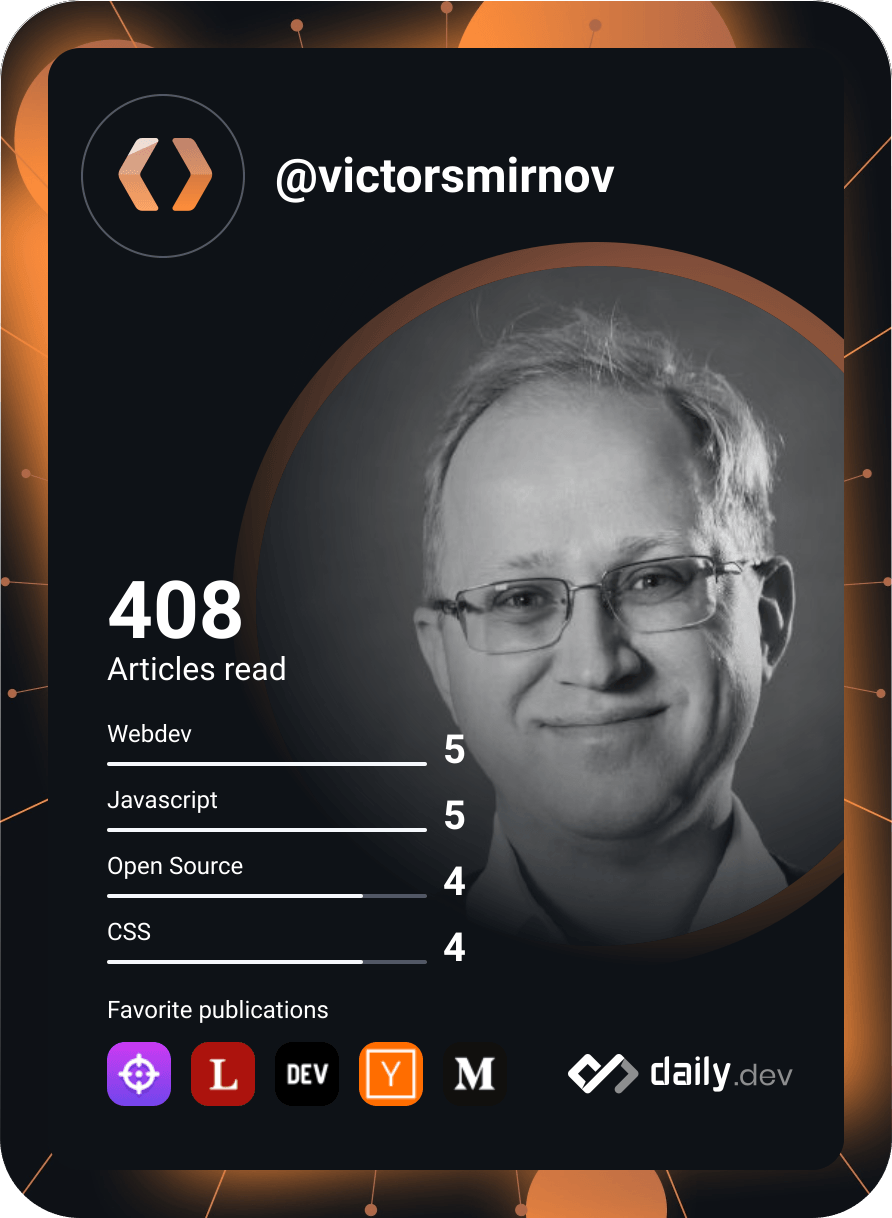 @victorsmirnov
408
Articles read
Webdev
5
Javascript
5
Open Source
4
CSS
4
Favorite publications
L
DEV
Y
M
daily.dev